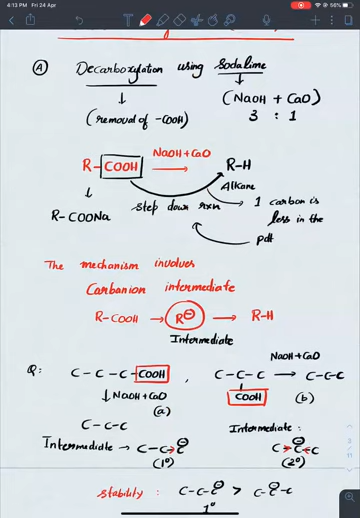 4:13 PM Fri 24 Apr
56%
Ⓐ Decarboxylation using Sodalime
(removal of -COOH)
(NaOH + CaO)
3 : 1
R-COOH NaOH + CaO → R-H
Alkane
R-COONa
step down rxn
1 carbon is
less in the
pdt
The mechanism involves
Carbanion intermediate
R-COOH → R⊖ → R-H
Intermediate
Q: C-C-C-COOH , C-C-C NaOH + CaO → C-C-C
COOH
↓ NaOH + CaO
(a) (b)
C-C-C
Intermediate → C-C-C⊖
(1°)
Intermediate:
C-C⊖-C
(2°)
Stability : C-C-C⊖ > C-C⊖-C
1°